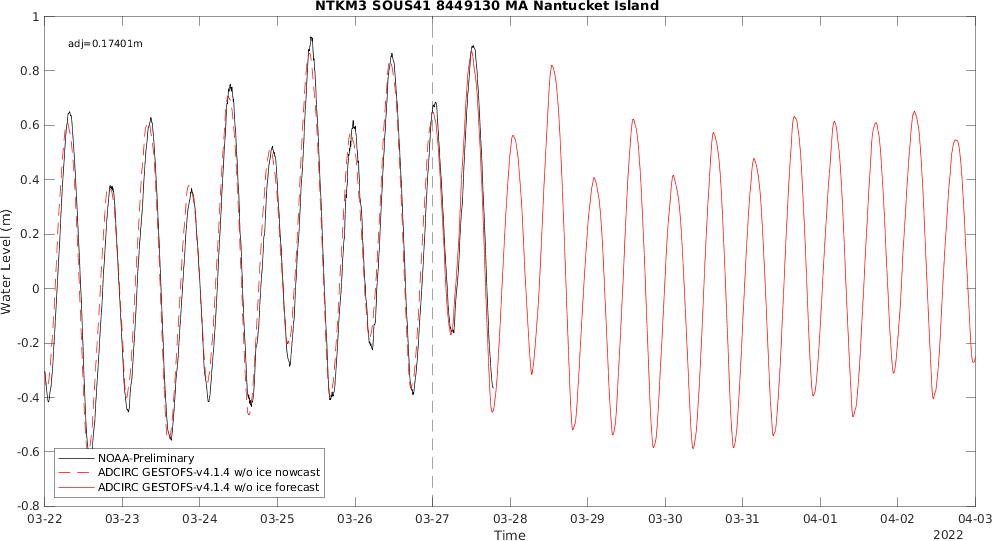 NTKM3 SOUS41 8449130 MA Nantucket Island
adj=0.17401m
1
0.8
0.6
0.4
0.2
0
-0.2
-0.4
-0.6
-0.8
Water Level (m)
NOAA-Preliminary
ADCIRC GESTOFS-v4.1.4 w/o ice nowcast
ADCIRC GESTOFS-v4.1.4 w/o ice forecast
03-22 03-23 03-24 03-25 03-26 03-27 03-28 03-29 03-30 03-31 04-01 04-02 04-03
Time
2022